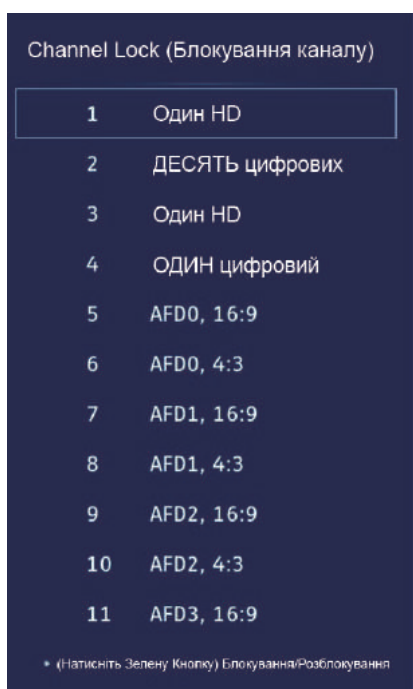 Channel Lock (Блокування каналу)
1 Один HD
2 ДЕСЯТЬ цифрових
3 Один HD
4 ОДИН цифровий
5 AFD0, 16:9
6 AFD0, 4:3
7 AFD1, 16:9
8 AFD1, 4:3
9 AFD2, 16:9
10 AFD2, 4:3
11 AFD3, 16:9
• (Натисніть Зелену Кнопку) Блокування/Розблокування